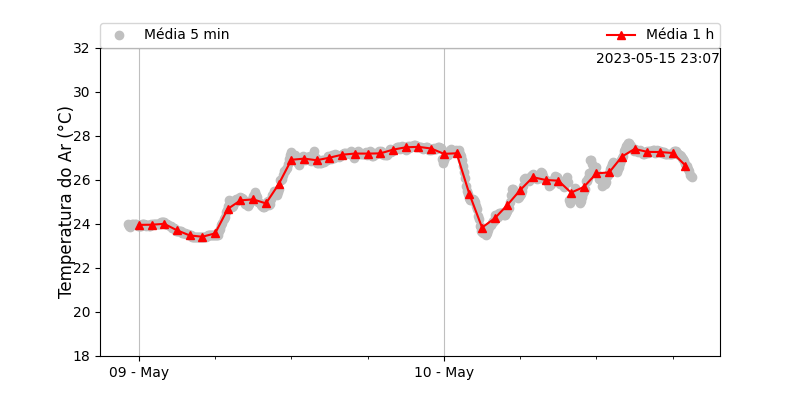 Média 5 min
Média 1 h
2023-05-15 23:07
Temperatura do Ar (°C)
32
30
28
26
24
22
20
18
09 - May
10 - May